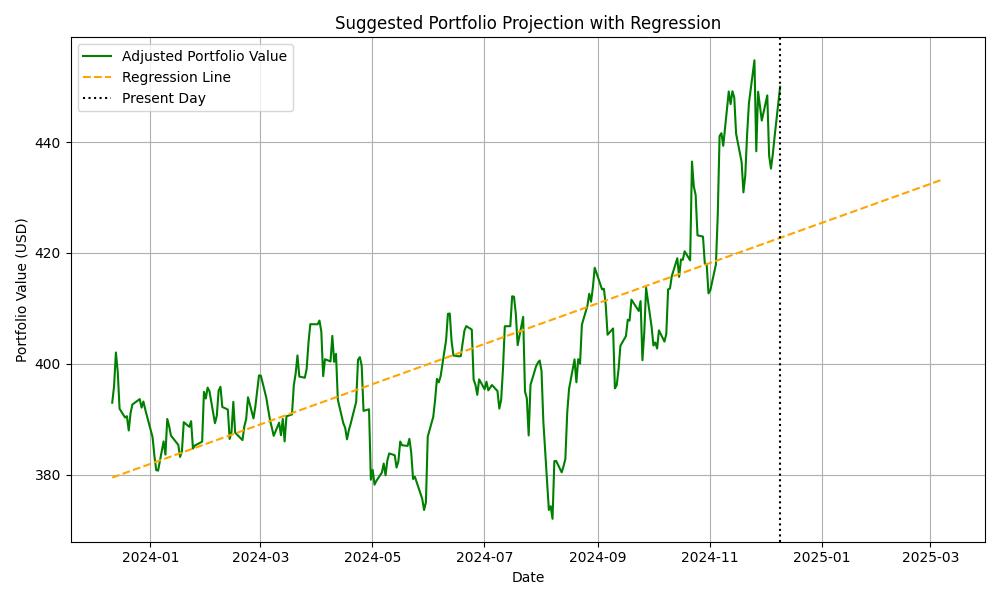 Suggested Portfolio Projection with Regression
Adjusted Portfolio Value
Regression Line
Present Day
Portfolio Value (USD)
440
420
400
380
2024-01
2024-03
2024-05
2024-07
2024-09
2024-11
2025-01
2025-03
Date